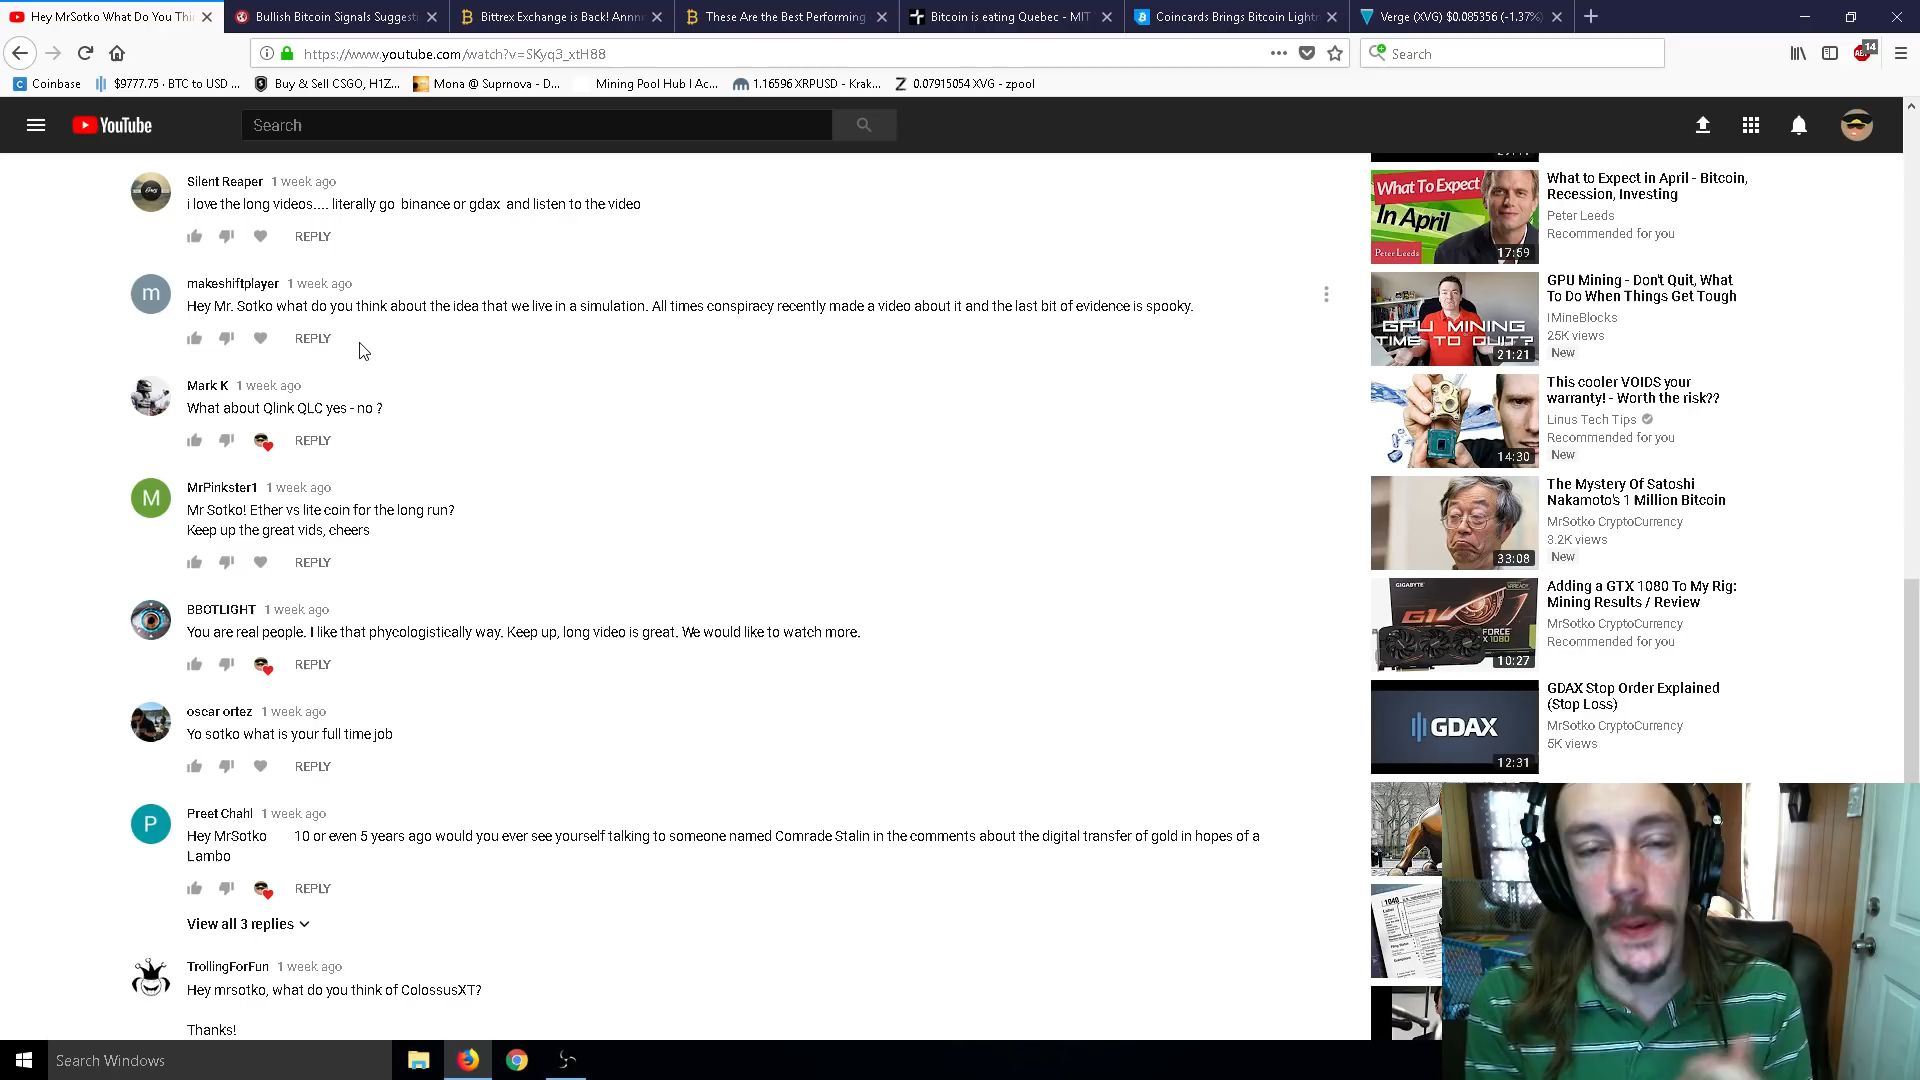 Hey MrSotko What Do You Thi
Bullish Bitcoin Signals Suggesti
Bittrex Exchange is Back! Annn
These Are the Best Performing
Bitcoin is eating Quebec - MIT
Coincards Brings Bitcoin Lightn
Verge (XVG) $0.085356 (-1.37%)
https://www.youtube.com/watch?v=SKyq3_xtH88
Search
14
Coinbase
$9777.75 · BTC to USD ...
Buy & Sell CSGO, H1Z...
Mona @ Suprnova - D...
Mining Pool Hub | Ac...
1.16596 XRPUSD - Krak...
0.07915054 XVG - zpool
YouTube
Search
Silent Reaper 1 week ago
i love the long videos.... literally go binance or gdax and listen to the video
REPLY
m
makeshiftplayer 1 week ago
Hey Mr. Sotko what do you think about the idea that we live in a simulation. All times conspiracy recently made a video about it and the last bit of evidence is spooky.
REPLY
Mark K 1 week ago
What about Qlink QLC yes - no ?
REPLY
M
MrPinkster1 1 week ago
Mr Sotko! Ether vs lite coin for the long run?
Keep up the great vids, cheers
REPLY
BBOTLIGHT 1 week ago
You are real people. I like that phycologistically way. Keep up, long video is great. We would like to watch more.
REPLY
oscar ortez 1 week ago
Yo sotko what is your full time job
REPLY
P
Preet Chahl 1 week ago
Hey MrSotko 10 or even 5 years ago would you ever see yourself talking to someone named Comrade Stalin in the comments about the digital transfer of gold in hopes of a
Lambo
REPLY
View all 3 replies
TrollingForFun 1 week ago
Hey mrsotko, what do you think of ColossusXT?
Thanks!
What To Expect
in April
Peter Leeds
17:59
What to Expect in April - Bitcoin,
Recession, Investing
Peter Leeds
Recommended for you
GPU MINING
TIME TO QUIT?
21:21
GPU Mining - Don't Quit, What
To Do When Things Get Tough
IMineBlocks
25K views
New
14:30
This cooler VOIDS your
warranty! - Worth the risk??
Linus Tech Tips
Recommended for you
New
33:08
The Mystery Of Satoshi
Nakamoto's 1 Million Bitcoin
MrSotko CryptoCurrency
3.2K views
New
GIGABYTE
G1
10:27
Adding a GTX 1080 To My Rig:
Mining Results / Review
MrSotko CryptoCurrency
Recommended for you
GDAX
12:31
GDAX Stop Order Explained
(Stop Loss)
MrSotko CryptoCurrency
5K views
1040
Search Windows